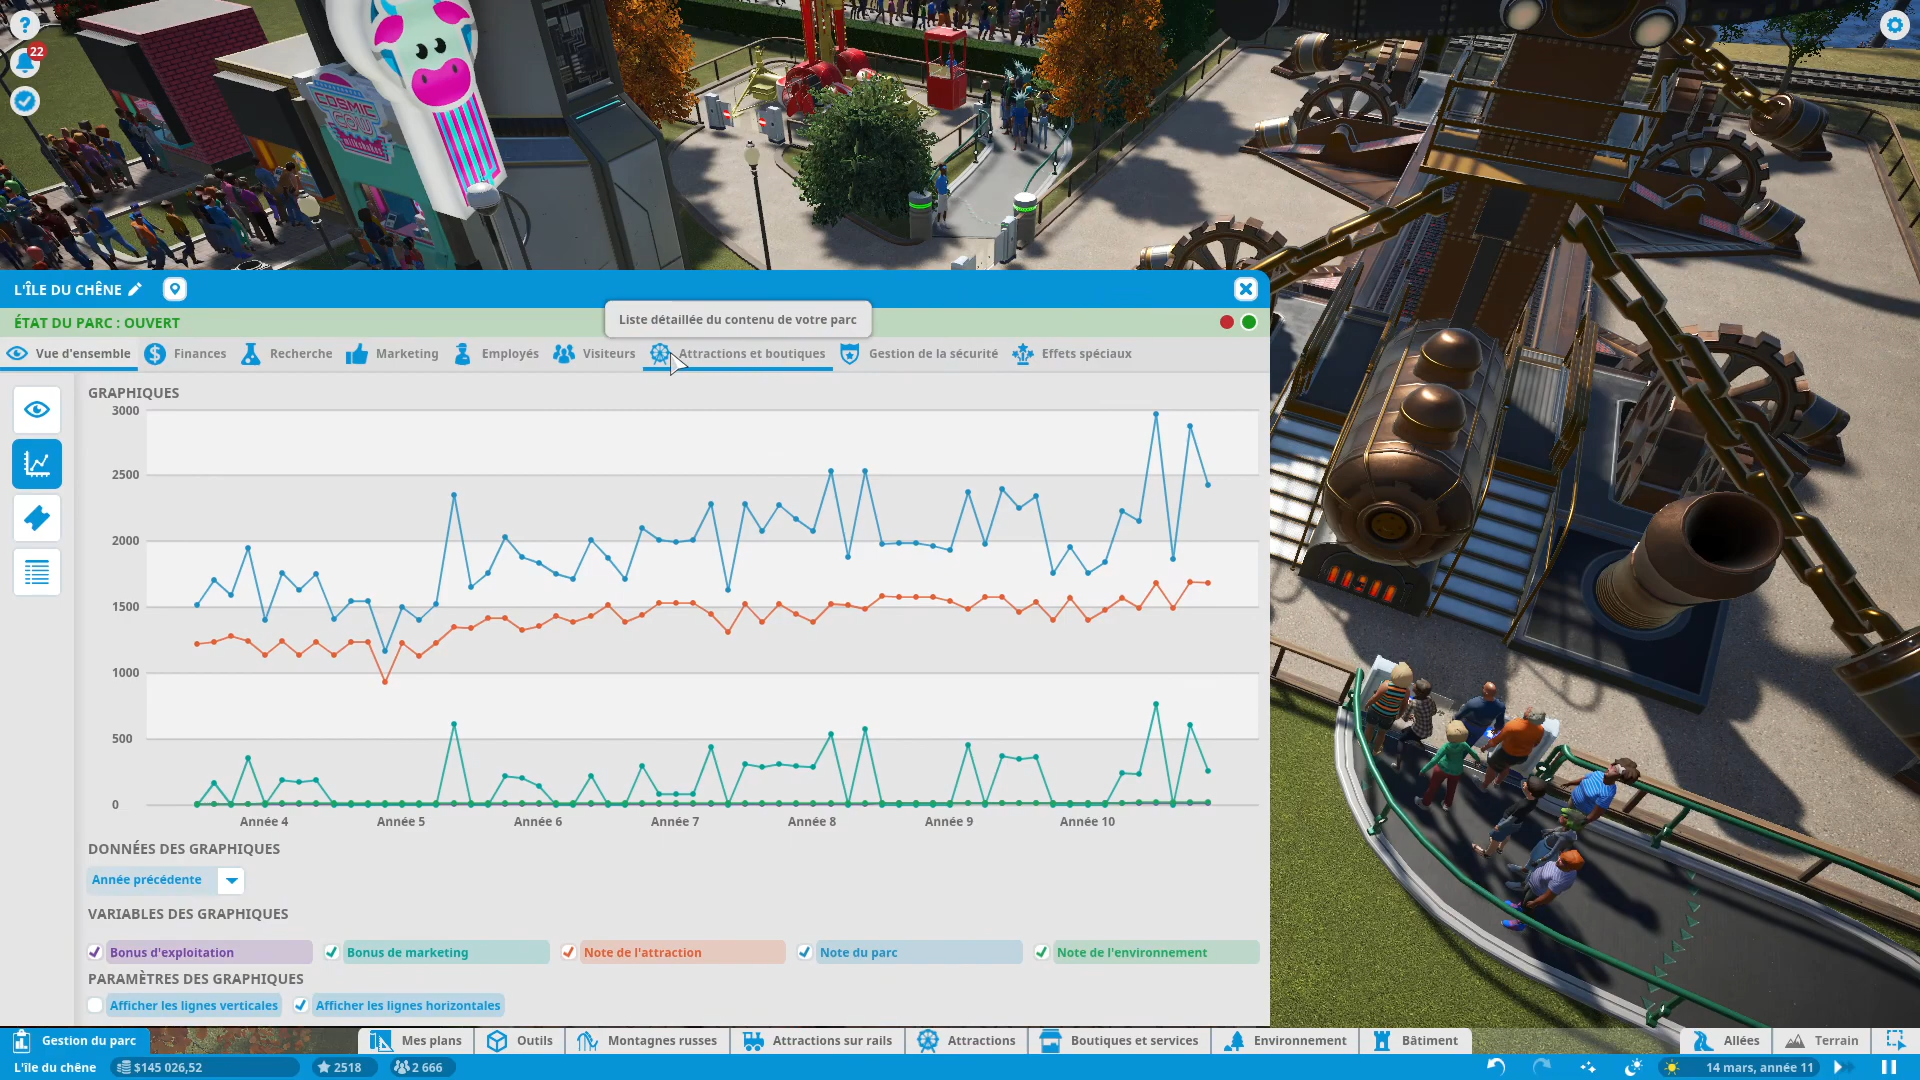 22
COSMIC
COW
milkshakes
L'ÎLE DU CHÊNE
ÉTAT DU PARC : OUVERT
Liste détaillée du contenu de votre parc
Vue d'ensemble
Finances
Recherche
Marketing
Employés
Visiteurs
Attractions et boutiques
Gestion de la sécurité
Effets spéciaux
GRAPHIQUES
3000
2500
2000
1500
1000
500
0
Année 4
Année 5
Année 6
Année 7
Année 8
Année 9
Année 10
DONNÉES DES GRAPHIQUES
Année précédente
VARIABLES DES GRAPHIQUES
Bonus d'exploitation
Bonus de marketing
Note de l'attraction
Note du parc
Note de l'environnement
PARAMÈTRES DES GRAPHIQUES
Afficher les lignes verticales
Afficher les lignes horizontales
Gestion du parc
Mes plans
Outils
Montagnes russes
Attractions sur rails
Attractions
Boutiques et services
Environnement
Bâtiment
Allées
Terrain
L'île du chêne
$145 026,52
2518
2 666
14 mars, année 11